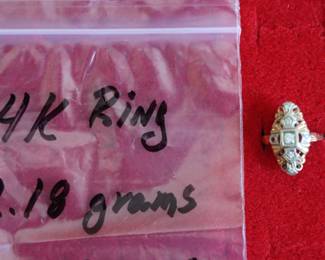 4K Ring
.18 grams